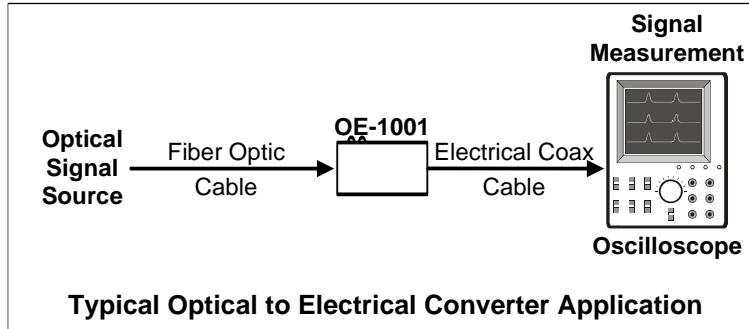 Signal
Measurement
OE-1001
Optical
Signal
Source
Fiber Optic
Cable
Electrical Coax
Cable
Oscilloscope
Typical Optical to Electrical Converter Application